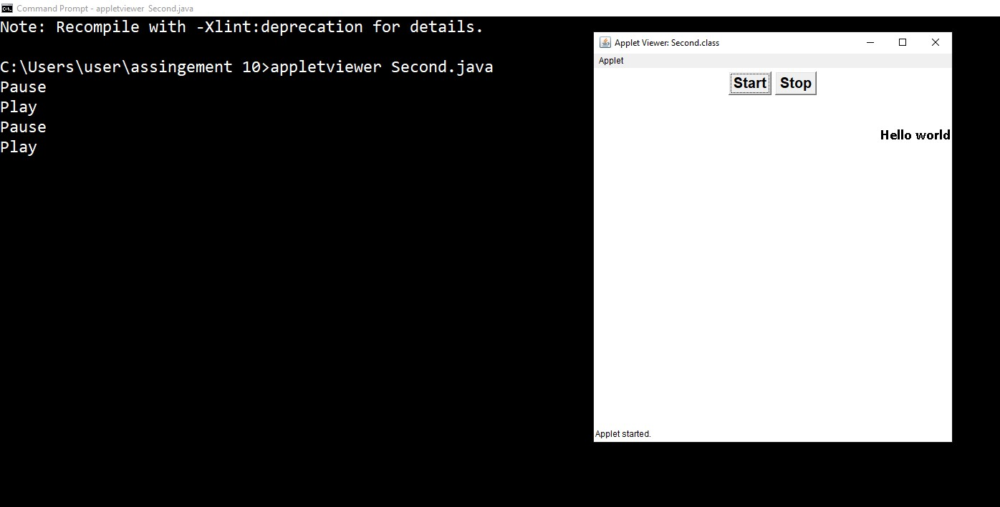 Command Prompt - appletviewer  Second.java
Note: Recompile with -Xlint:deprecation for details.
C:\Users\user\assingement 10>appletviewer Second.java
Pause
Play
Pause
Play
Applet Viewer: Second.class
Applet
Start Stop
Hello world
Applet started.